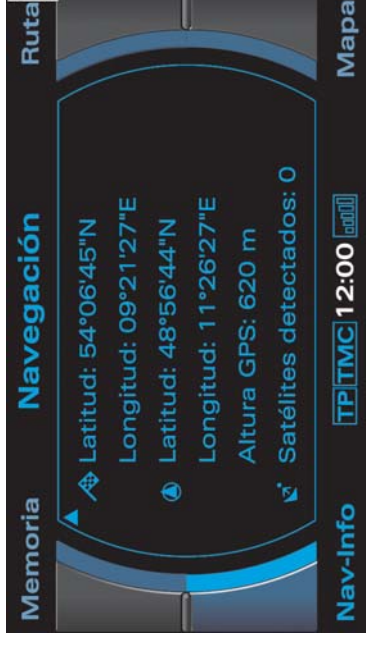 Memoria Navegación Ruta
Latitud: 54°06'45"N
Longitud: 09°21'27"E
Latitud: 48°56'44"N
Longitud: 11°26'27"E
Altura GPS: 620 m
Satélites detectados: 0
Nav-Info TP TMC 12:00 Mapa